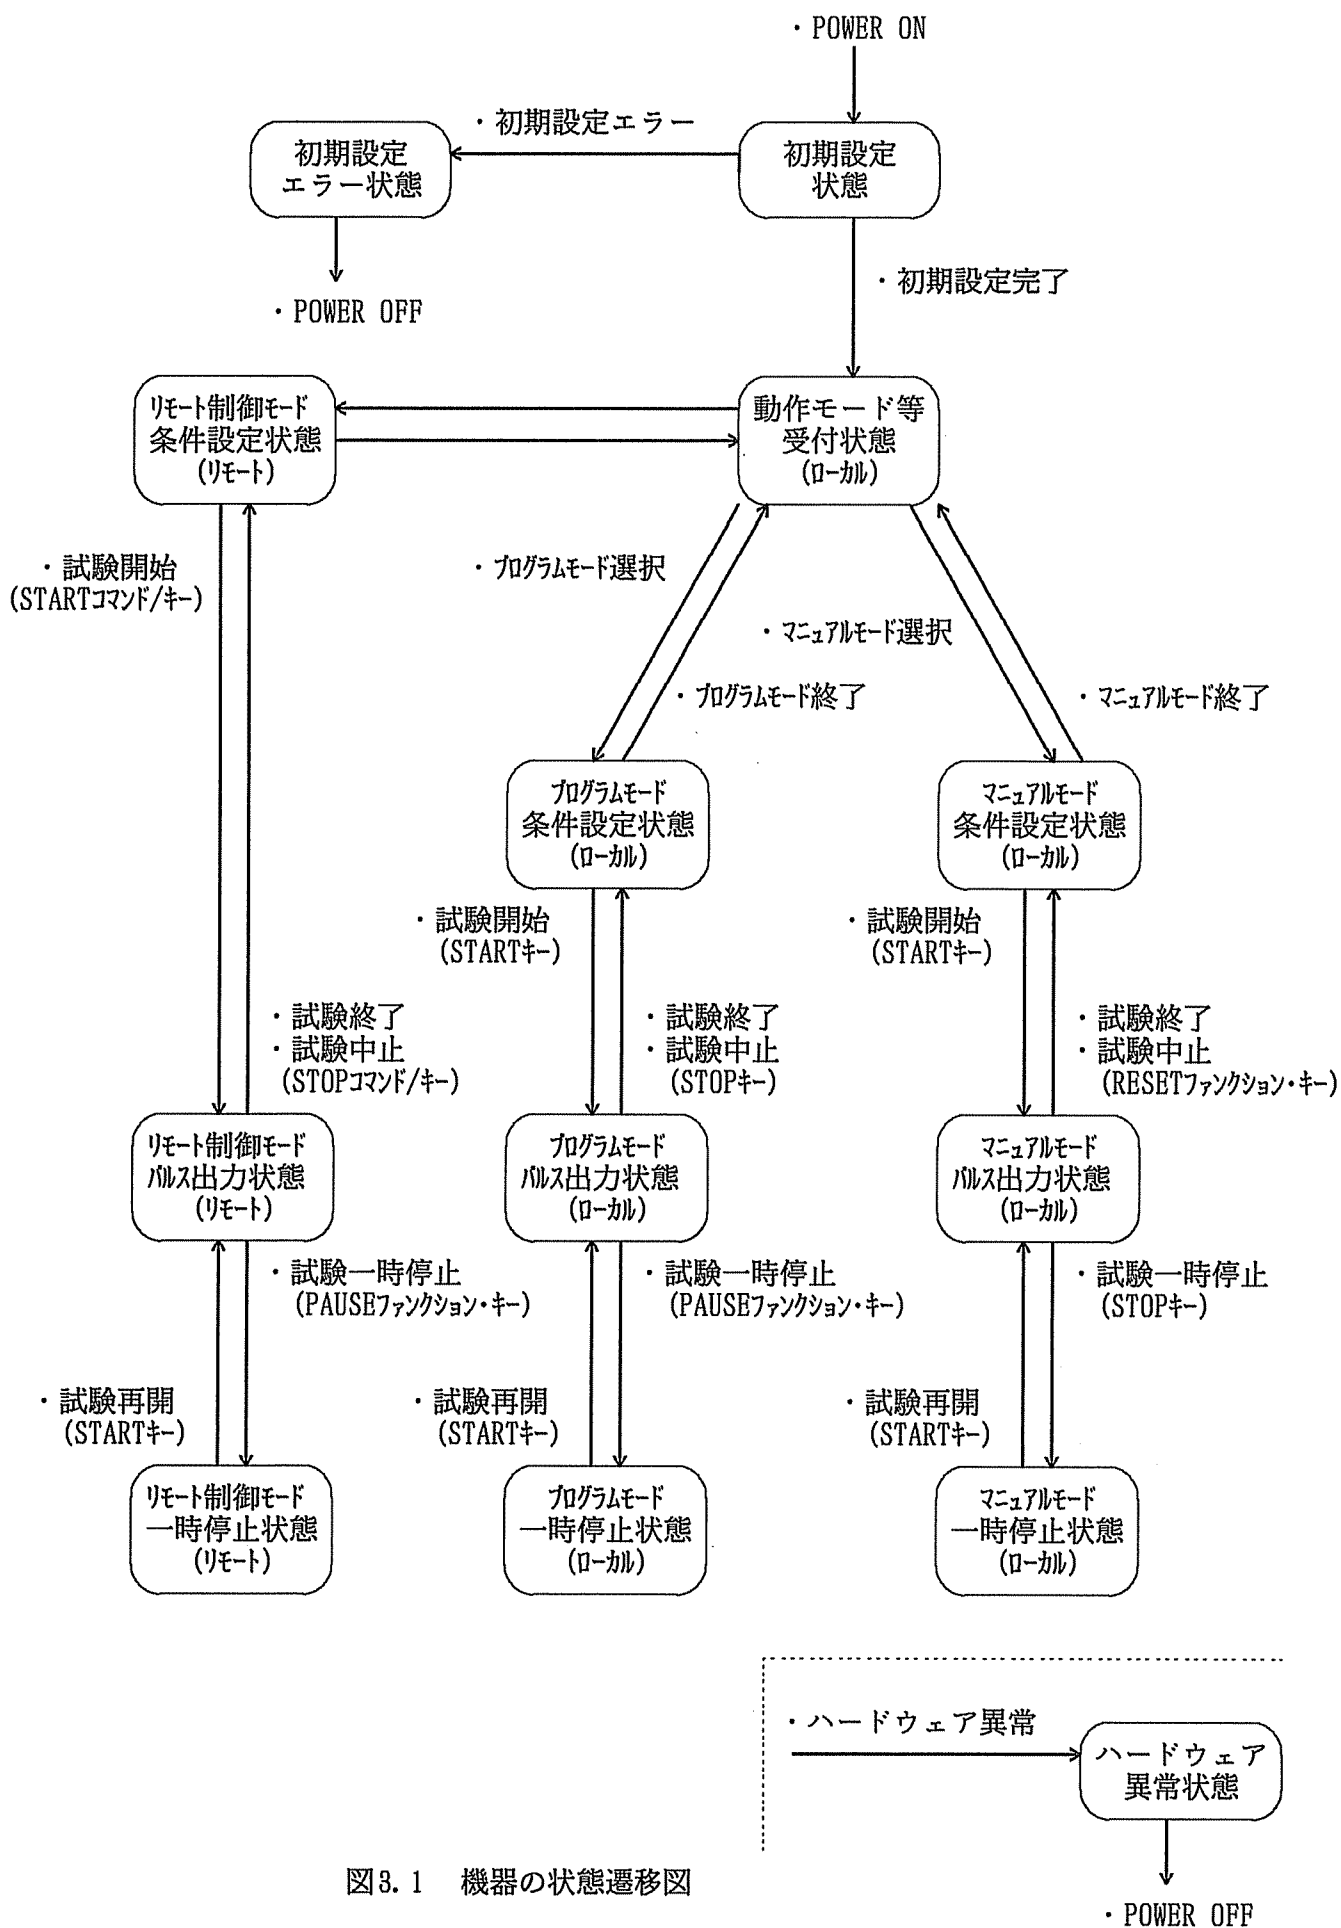 ・POWER ON
・初期設定エラー
初期設定
エラー状態
初期設定
状態
・POWER OFF
・初期設定完了
ﾘﾓｰﾄ制御ﾓｰﾄﾞ
条件設定状態
(ﾘﾓｰﾄ)
動作モード等
受付状態
(ﾛｰｶﾙ)
・試験開始
(STARTｺﾏﾝﾄﾞ/ｷｰ)
・ﾌﾟﾛｸﾞﾗﾑﾓｰﾄﾞ選択
・ﾏﾆｭｱﾙﾓｰﾄﾞ選択
・ﾌﾟﾛｸﾞﾗﾑﾓｰﾄﾞ終了
・ﾏﾆｭｱﾙﾓｰﾄﾞ終了
ﾌﾟﾛｸﾞﾗﾑﾓｰﾄﾞ
条件設定状態
(ﾛｰｶﾙ)
ﾏﾆｭｱﾙﾓｰﾄﾞ
条件設定状態
(ﾛｰｶﾙ)
・試験開始
(STARTｷｰ)
・試験開始
(STARTｷｰ)
・試験終了
・試験中止
(STOPｺﾏﾝﾄﾞ/ｷｰ)
・試験終了
・試験中止
(STOPｷｰ)
・試験終了
・試験中止
(RESETﾌｧﾝｸｼｮﾝ・ｷｰ)
ﾘﾓｰﾄ制御ﾓｰﾄﾞ
ﾊﾟﾙｽ出力状態
(ﾘﾓｰﾄ)
ﾌﾟﾛｸﾞﾗﾑﾓｰﾄﾞ
ﾊﾟﾙｽ出力状態
(ﾛｰｶﾙ)
ﾏﾆｭｱﾙﾓｰﾄﾞ
ﾊﾟﾙｽ出力状態
(ﾛｰｶﾙ)
・試験一時停止
(PAUSEﾌｧﾝｸｼｮﾝ・ｷｰ)
・試験一時停止
(PAUSEﾌｧﾝｸｼｮﾝ・ｷｰ)
・試験一時停止
(STOPｷｰ)
・試験再開
(STARTｷｰ)
・試験再開
(STARTｷｰ)
・試験再開
(STARTｷｰ)
ﾘﾓｰﾄ制御ﾓｰﾄﾞ
一時停止状態
(ﾘﾓｰﾄ)
ﾌﾟﾛｸﾞﾗﾑﾓｰﾄﾞ
一時停止状態
(ﾛｰｶﾙ)
ﾏﾆｭｱﾙﾓｰﾄﾞ
一時停止状態
(ﾛｰｶﾙ)
・ハードウェア異常
ハードウェア
異常状態
・POWER OFF
図3.1 機器の状態遷移図